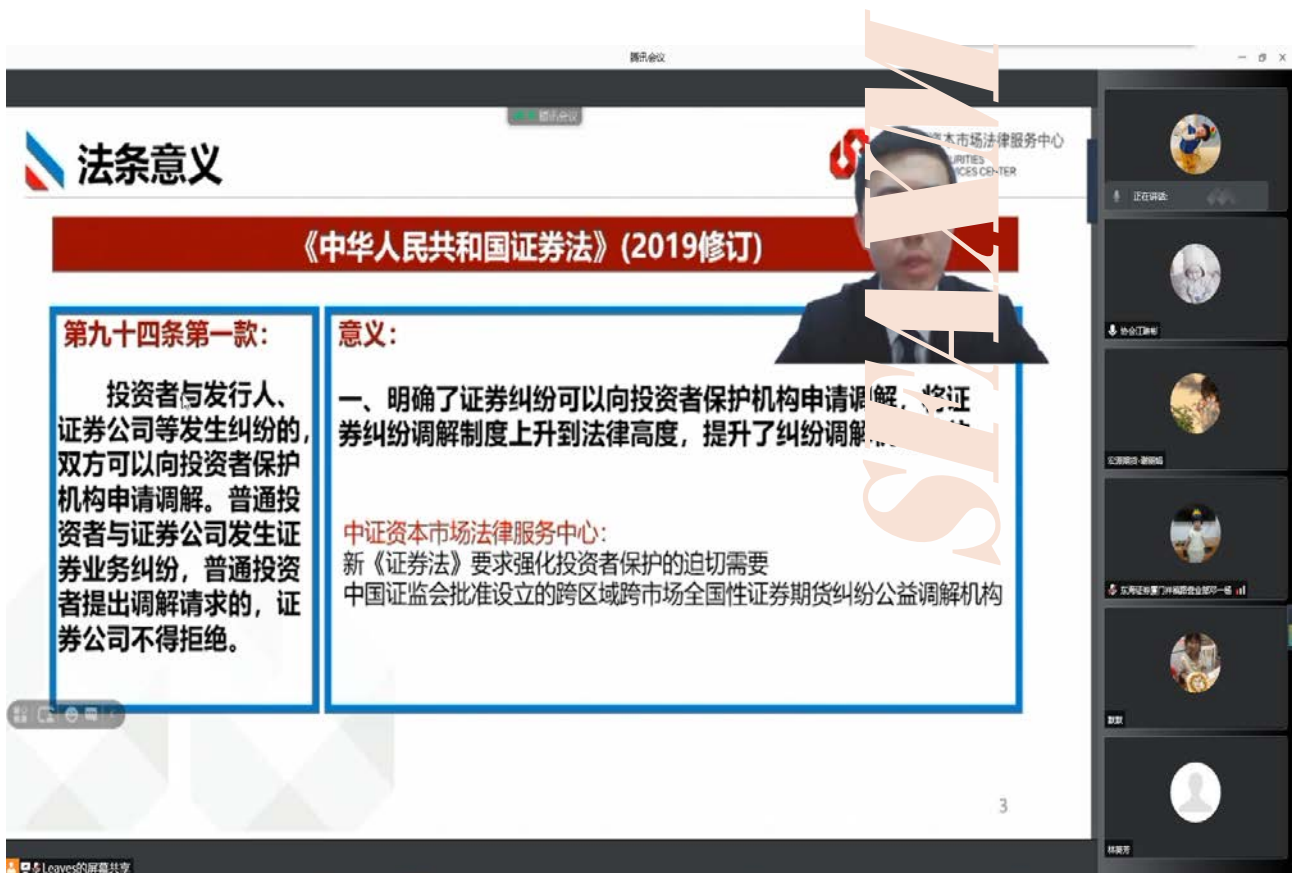 腾讯会议
腾讯会议
法条意义
本市场法律服务中心
《中华人民共和国证券法》(2019修订)
第九十四条第一款：
投资者与发行人、
证券公司等发生纠纷的，
双方可以向投资者保护
机构申请调解。普通投
资者与证券公司发生证
券业务纠纷，普通投资
者提出调解请求的，证
券公司不得拒绝。
意义：
一、明确了证券纠纷可以向投资者保护机构申请调解，将证
券纠纷调解制度上升到法律高度，提升了纠纷调解
中证资本市场法律服务中心：
新《证券法》要求强化投资者保护的迫切需要
中国证监会批准设立的跨区域跨市场全国性证券期货纠纷公益调解机构
3
Leaves的屏幕共享
正在讲话:
默默
SEAZM